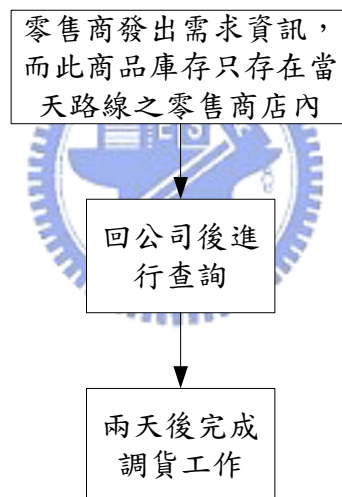 零售商發出需求資訊，
而此商品庫存只存在當
天路線之零售商店內
回公司後進
行查詢
兩天後完成
調貨工作